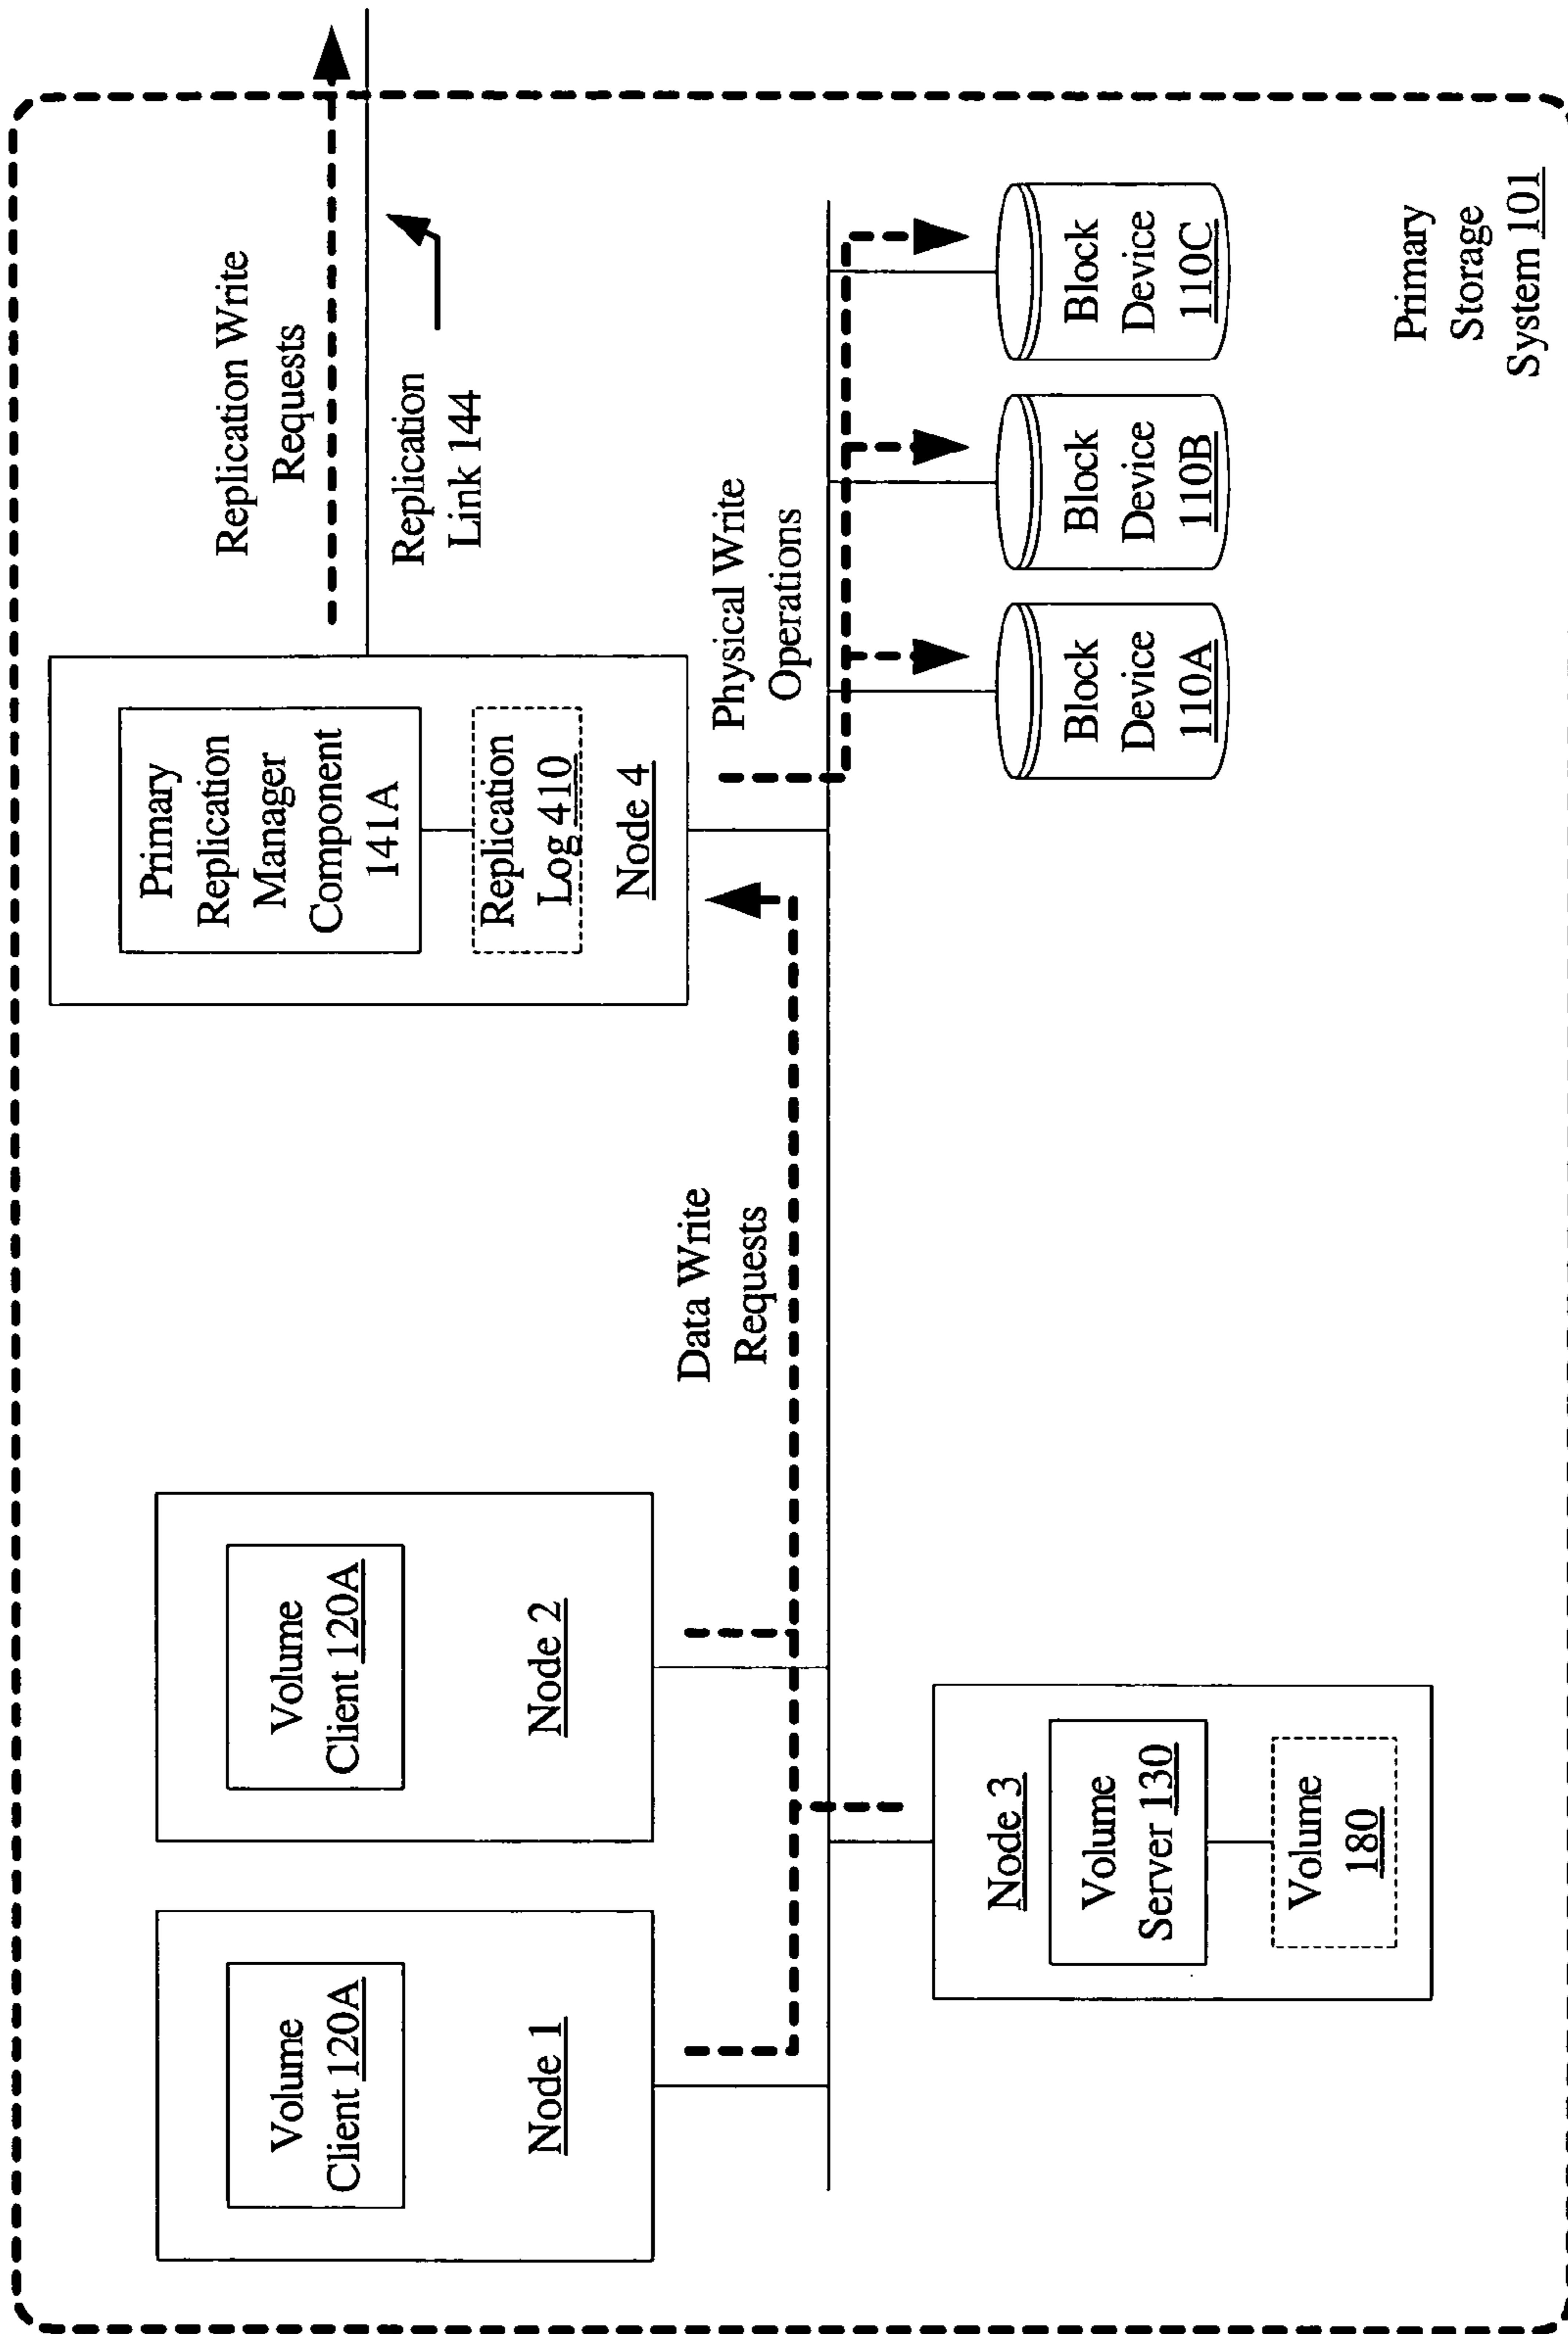 Replication Write
Requests
Replication
Link 144
Primary
Replication
Manager
Component
141A
Replication
Log 410
Node 4
Volume
Client 120A
Node 1
Volume
Client 120A
Node 2
Data Write
Requests
Physical Write
Operations
Node 3
Volume
Server 130
Volume
180
Block
Device
110A
Block
Device
110B
Block
Device
110C
Primary
Storage
System 101